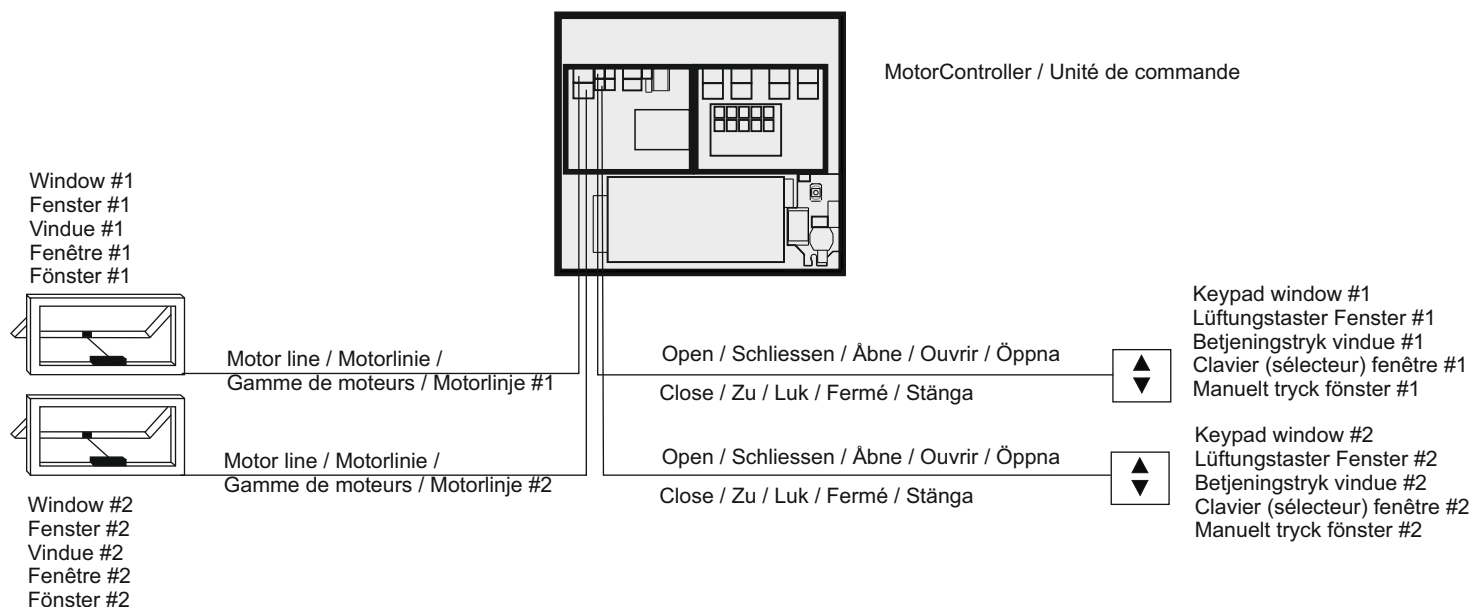 MotorController / Unité de commande
Window #1
Fenster #1
Vindue #1
Fenêtre #1
Fönster #1
Motor line / Motorlinie /
Gamme de moteurs / Motorlinje #1
Open / Schliessen / Åbne / Ouvrir / Öppna
Close / Zu / Luk / Fermé / Stänga
Keypad window #1
Lüftungstaster Fenster #1
Betjeningstryk vindue #1
Clavier (sélecteur) fenêtre #1
Manuelt tryck fönster #1
Motor line / Motorlinie /
Gamme de moteurs / Motorlinje #2
Open / Schliessen / Åbne / Ouvrir / Öppna
Close / Zu / Luk / Fermé / Stänga
Keypad window #2
Lüftungstaster Fenster #2
Betjeningstryk vindue #2
Clavier (sélecteur) fenêtre #2
Manuelt tryck fönster #2
Window #2
Fenster #2
Vindue #2
Fenêtre #2
Fönster #2